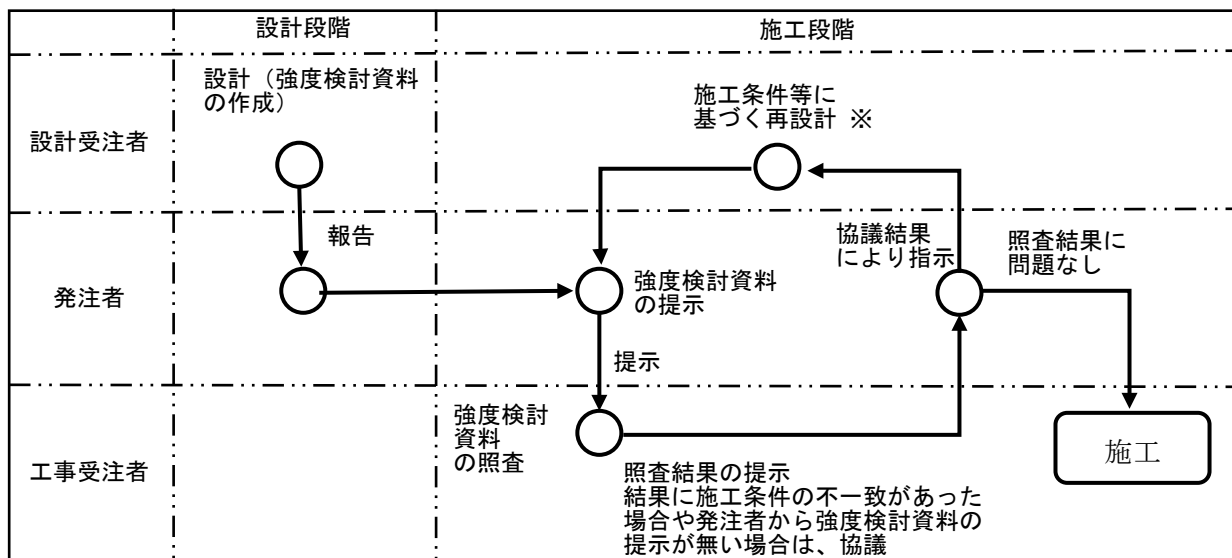 設計段階
施工段階
設計受注者
設計（強度検討資料
の作成）
施工条件等に
基づく再設計 ※
発注者
報告
強度検討資料
の提示
協議結果
により指示
照査結果に
問題なし
提示
工事受注者
強度検討
資料
の照査
照査結果の提示
結果に施工条件の不一致があった
場合や発注者から強度検討資料の
提示が無い場合は、協議
施工